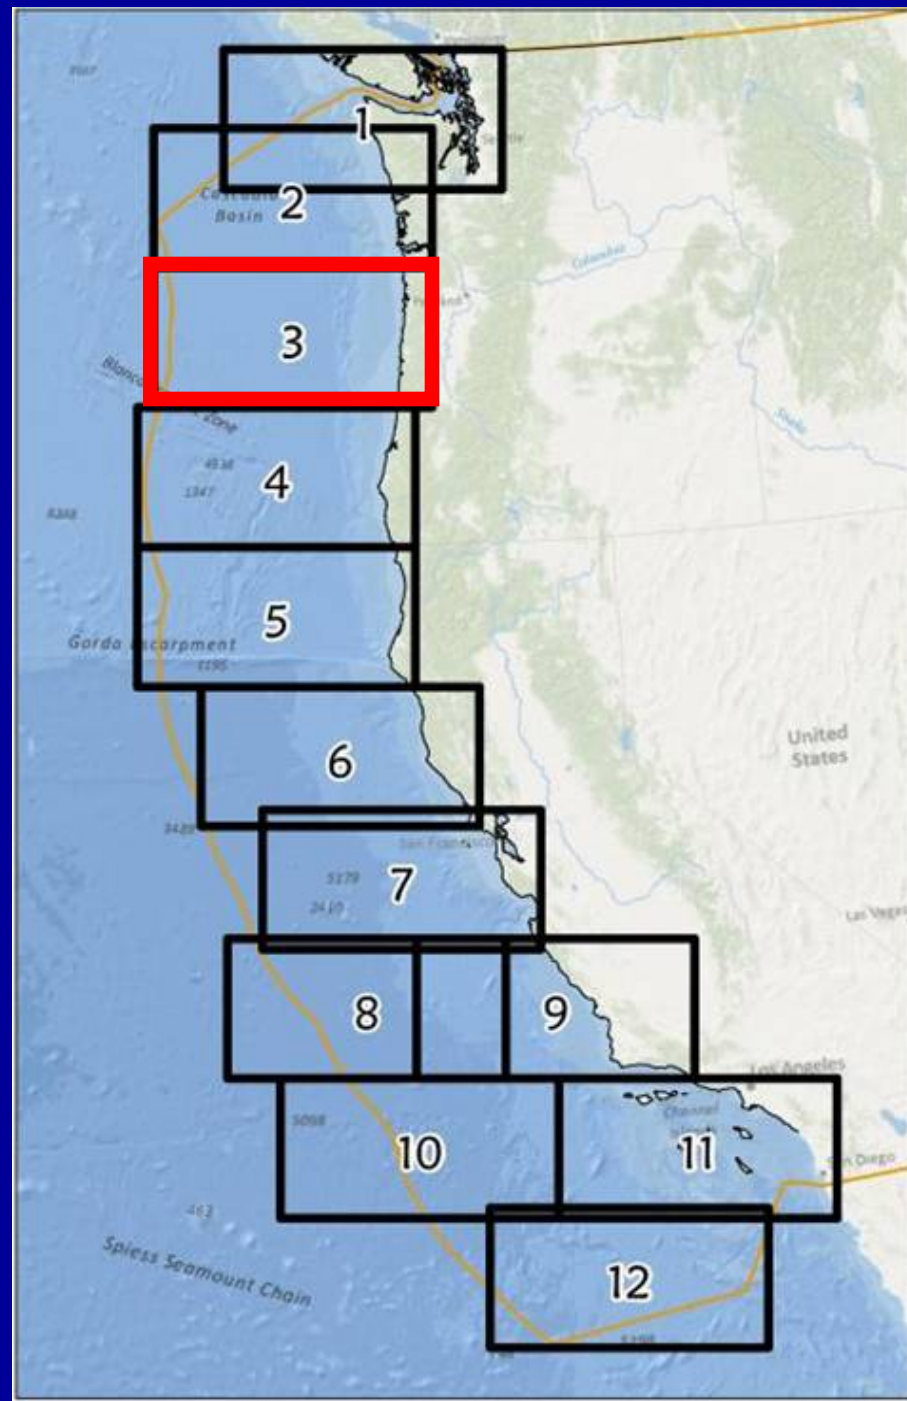 1
Seattle
2
Cascadia
Basin
Columbia
3
Blanco
Zone
Snake
4938
4
1347
5
Gorda Escarpment
1195
United
States
6
San Francisco
5179
7
2410
Las Vegas
8
9
Los Angeles
5098
Channel
10
11
San Diego
463
Spiess Seamount Chain
12